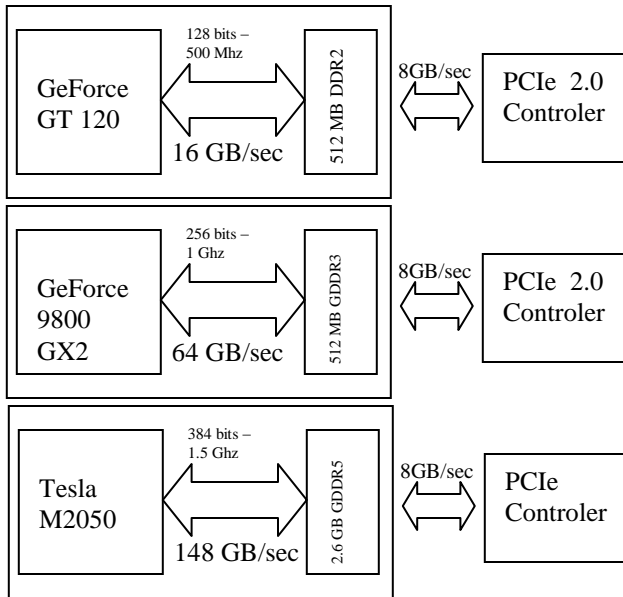 GeForce
GT 120
128 bits –
500 Mhz
16 GB/sec
512 MB DDR2
8GB/sec
PCIe 2.0
Controler
GeForce
9800
GX2
256 bits –
1 Ghz
64 GB/sec
512 MB GDDR3
8GB/sec
PCIe 2.0
Controler
Tesla
M2050
384 bits –
1.5 Ghz
148 GB/sec
2.6 GB GDDR5
8GB/sec
PCIe
Controler